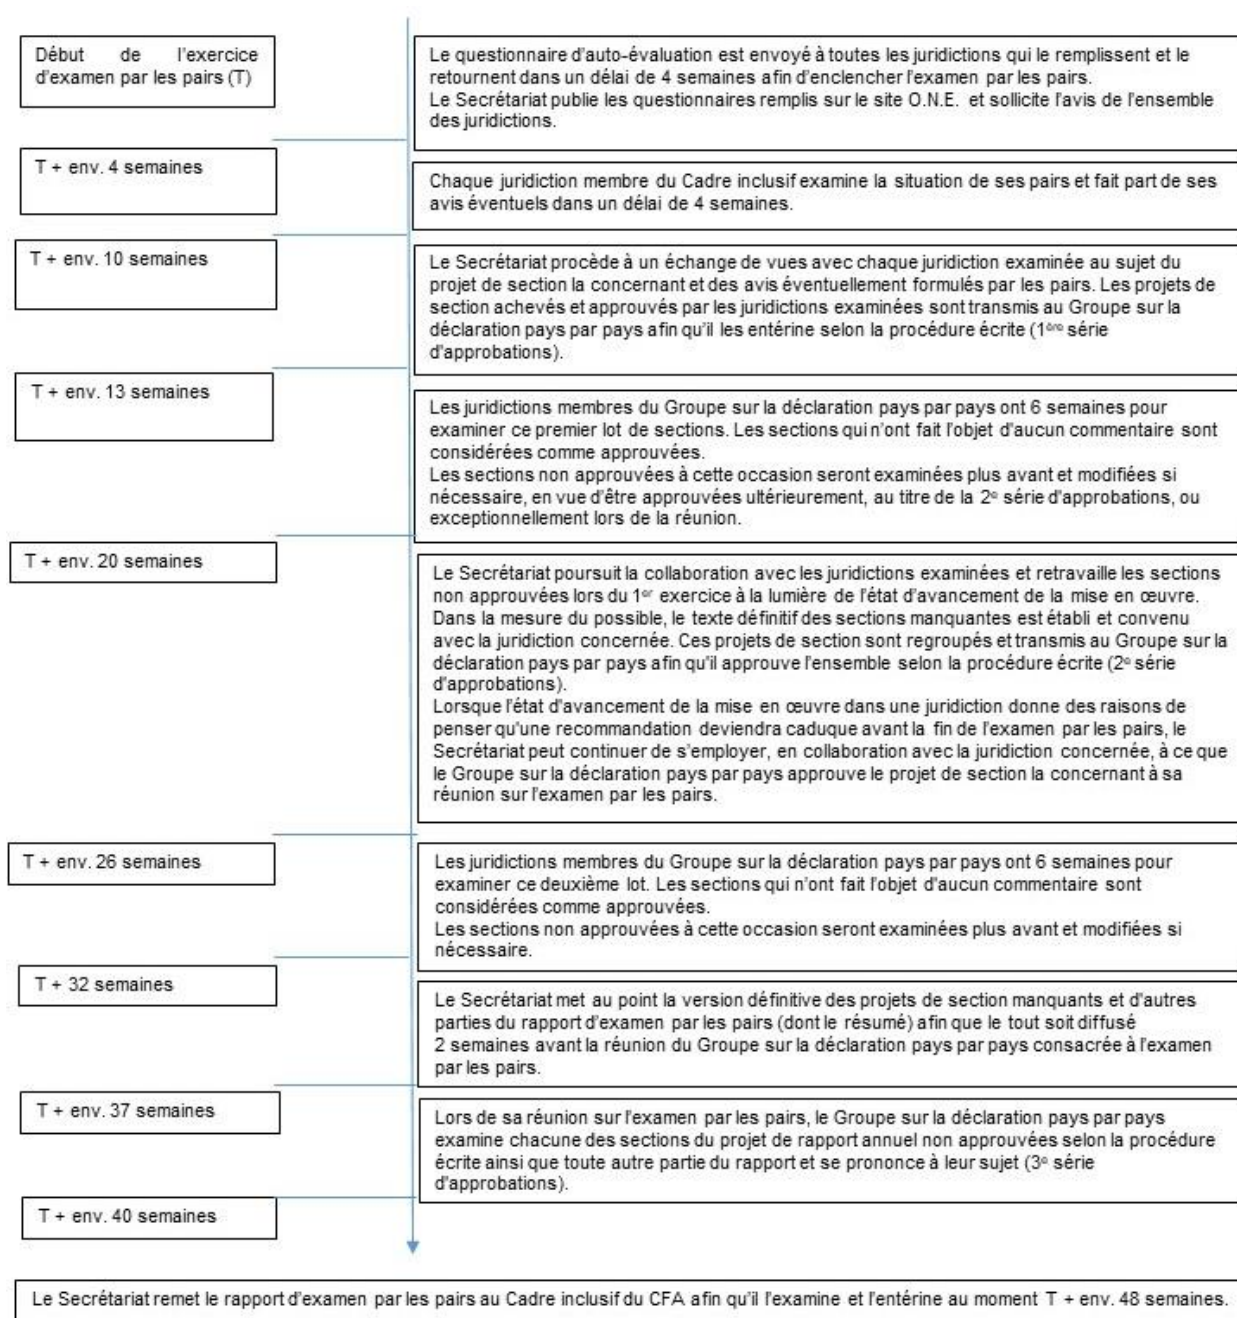 Début de l'exercice
d'examen par les pairs (T)
Le questionnaire d'auto-évaluation est envoyé à toutes les juridictions qui le remplissent et le
retournent dans un délai de 4 semaines afin d'enclencher l'examen par les pairs.
Le Secrétariat publie les questionnaires remplis sur le site O.N.E. et sollicite l'avis de l'ensemble
des juridictions.
T + env. 4 semaines
Chaque juridiction membre du Cadre inclusif examine la situation de ses pairs et fait part de ses
avis éventuels dans un délai de 4 semaines.
T + env. 10 semaines
Le Secrétariat procède à un échange de vues avec chaque juridiction examinée au sujet du
projet de section la concernant et des avis éventuellement formulés par les pairs. Les projets de
section achevés et approuvés par les juridictions examinées sont transmis au Groupe sur la
déclaration pays par pays afin qu'il les entérine selon la procédure écrite (1ère série
d'approbations).
T + env. 13 semaines
Les juridictions membres du Groupe sur la déclaration pays par pays ont 6 semaines pour
examiner ce premier lot de sections. Les sections qui n'ont fait l'objet d'aucun commentaire sont
considérées comme approuvées.
Les sections non approuvées à cette occasion seront examinées plus avant et modifiées si
nécessaire, en vue d'être approuvées ultérieurement, au titre de la 2e série d'approbations, ou
exceptionnellement lors de la réunion.
T + env. 20 semaines
Le Secrétariat poursuit la collaboration avec les juridictions examinées et retravaille les sections
non approuvées lors du 1er exercice à la lumière de l'état d'avancement de la mise en œuvre.
Dans la mesure du possible, le texte définitif des sections manquantes est établi et convenu
avec la juridiction concernée. Ces projets de section sont regroupés et transmis au Groupe sur la
déclaration pays par pays afin qu'il approuve l'ensemble selon la procédure écrite (2e série
d'approbations).
Lorsque l'état d'avancement de la mise en œuvre dans une juridiction donne des raisons de
penser qu'une recommandation deviendra caduque avant la fin de l'examen par les pairs, le
Secrétariat peut continuer de s'employer, en collaboration avec la juridiction concernée, à ce que
le Groupe sur la déclaration pays par pays approuve le projet de section la concernant à sa
réunion sur l'examen par les pairs.
T + env. 26 semaines
Les juridictions membres du Groupe sur la déclaration pays par pays ont 6 semaines pour
examiner ce deuxième lot. Les sections qui n'ont fait l'objet d'aucun commentaire sont
considérées comme approuvées.
Les sections non approuvées à cette occasion seront examinées plus avant et modifiées si
nécessaire.
T + 32 semaines
Le Secrétariat met au point la version définitive des projets de section manquants et d'autres
parties du rapport d'examen par les pairs (dont le résumé) afin que le tout soit diffusé
2 semaines avant la réunion du Groupe sur la déclaration pays par pays consacrée à l'examen
par les pairs.
T + env. 37 semaines
Lors de sa réunion sur l'examen par les pairs, le Groupe sur la déclaration pays par pays
examine chacune des sections du projet de rapport annuel non approuvées selon la procédure
écrite ainsi que toute autre partie du rapport et se prononce à leur sujet (3e série
d'approbations).
T + env. 40 semaines
Le Secrétariat remet le rapport d'examen par les pairs au Cadre inclusif du CFA afin qu'il l'examine et l'entérine au moment T + env. 48 semaines.